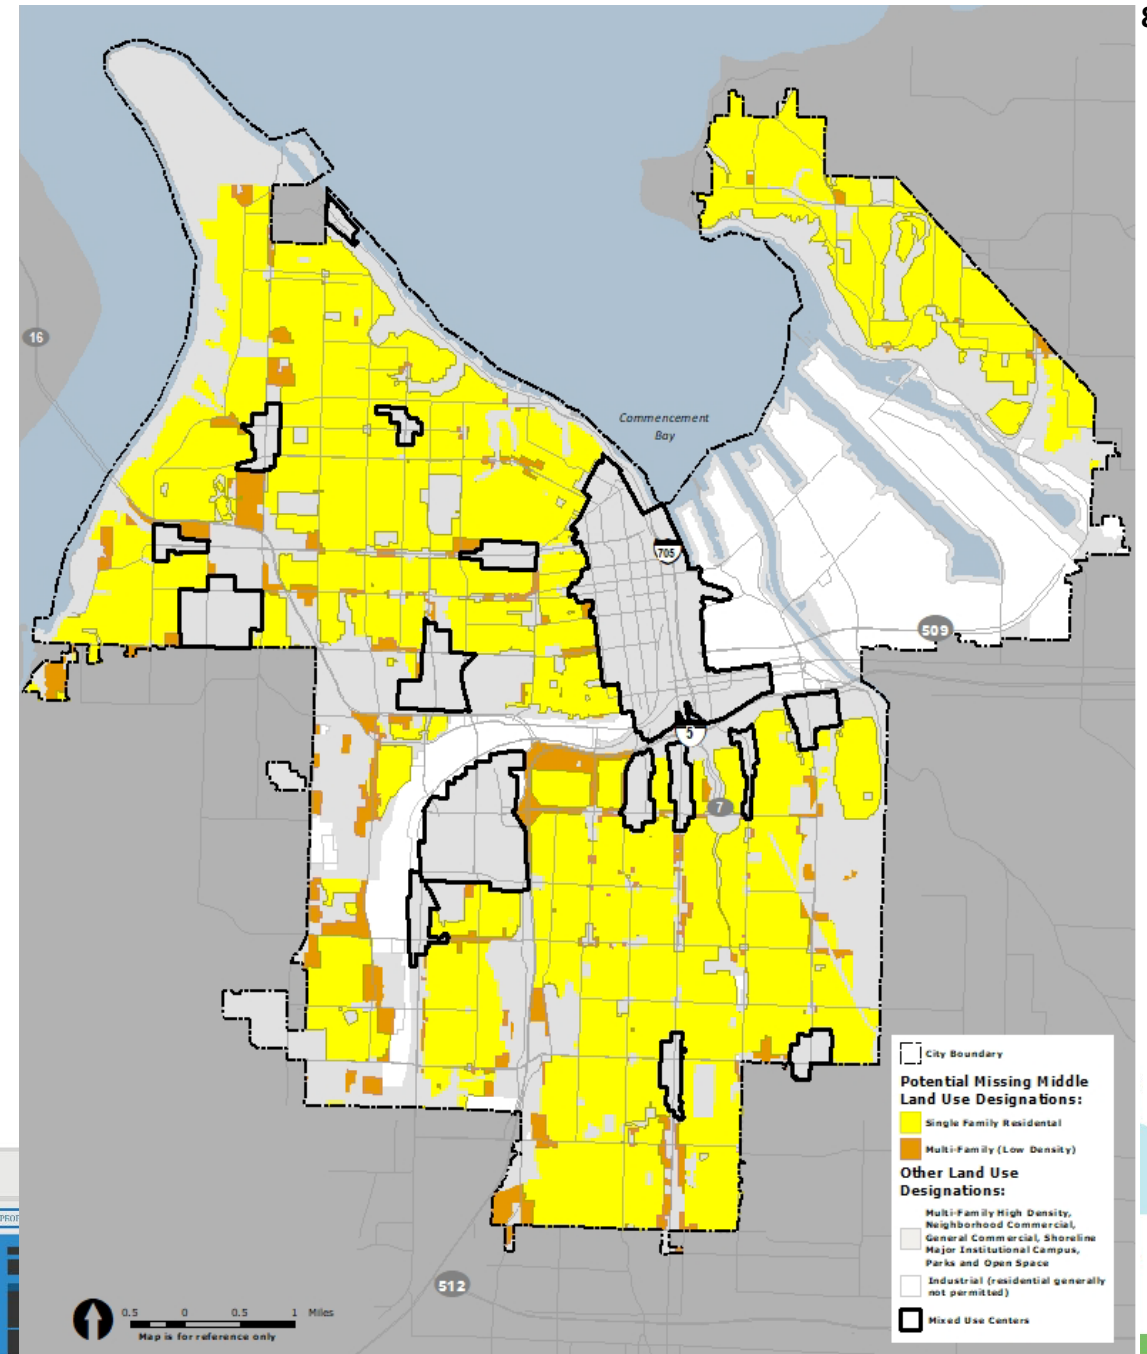 8
16
Commencement
Bay
705
509
5
7
City Boundary
Potential Missing Middle
Land Use Designations:
Single Family Residental
Multi-Family (Low Density)
Other Land Use
Designations:
Multi-Family High Density,
Neighborhood Commercial,
General Commercial, Shoreline
Major Institutional Campus,
Parks and Open Space
Industrial (residential generally
not permitted)
Mixed Use Centers
512
0.5 0 0.5 1 Miles
Map is for reference only